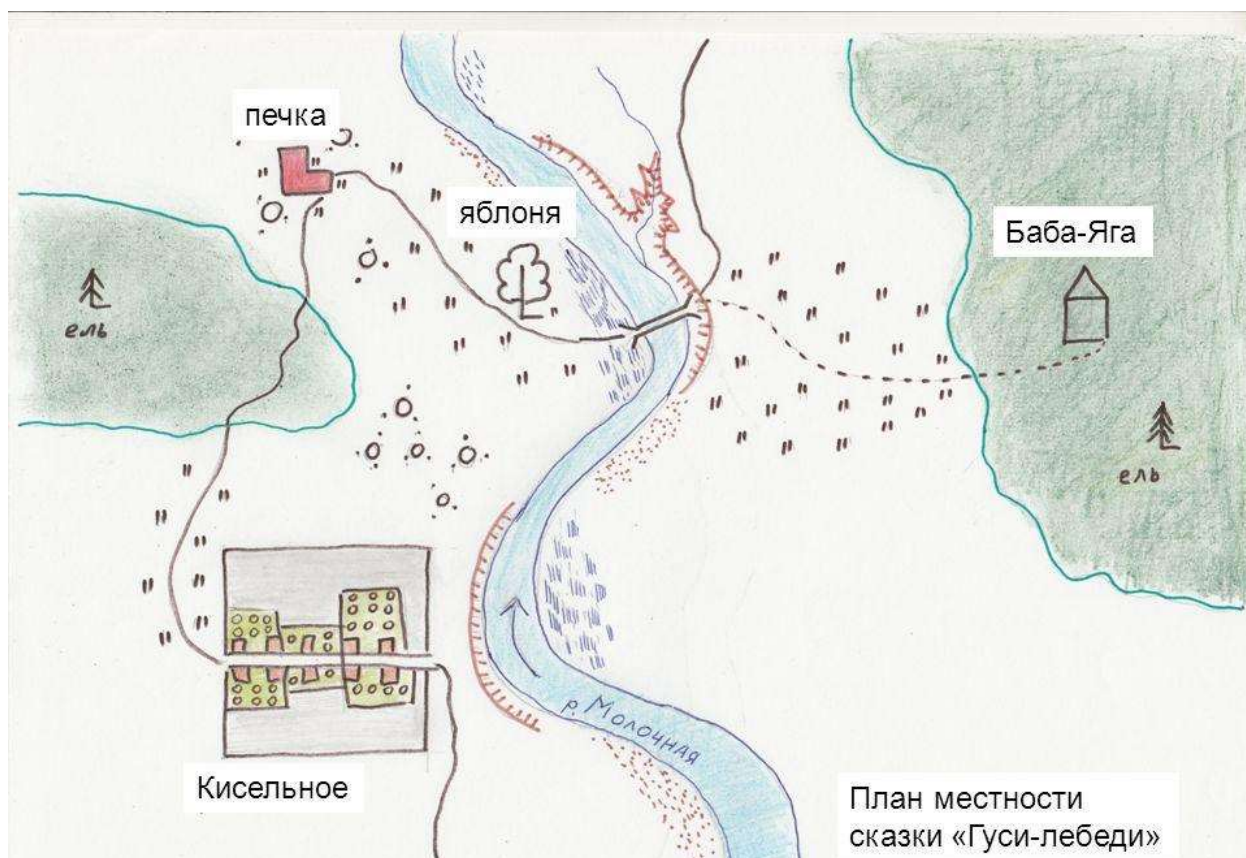 печка
яблоня
Баба-Яга
ель
ель
р. Молочная
Кисельное
План местности
сказки «Гуси-лебеди»